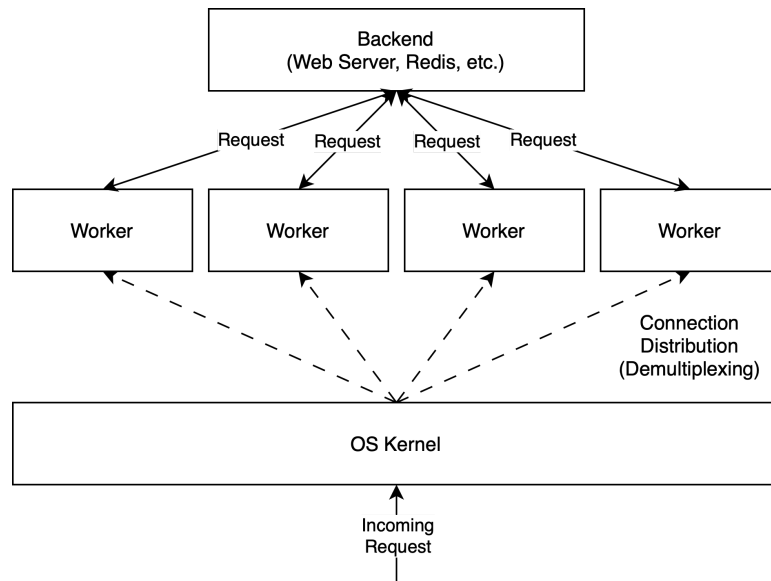 Backend
(Web Server, Redis, etc.)
Request
Request
Request
Request
Worker
Worker
Worker
Worker
Connection
Distribution
(Demultiplexing)
OS Kernel
Incoming
Request